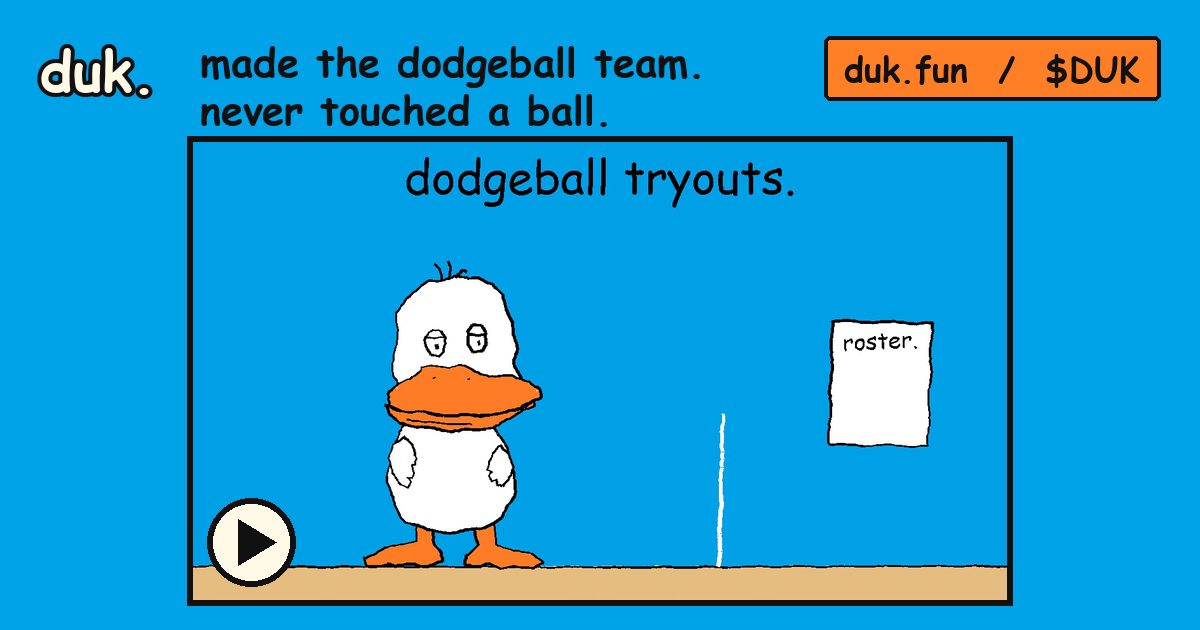 duk.
made the dodgeball team.
never touched a ball.
duk.fun / $DUK
dodgeball tryouts.
roster.